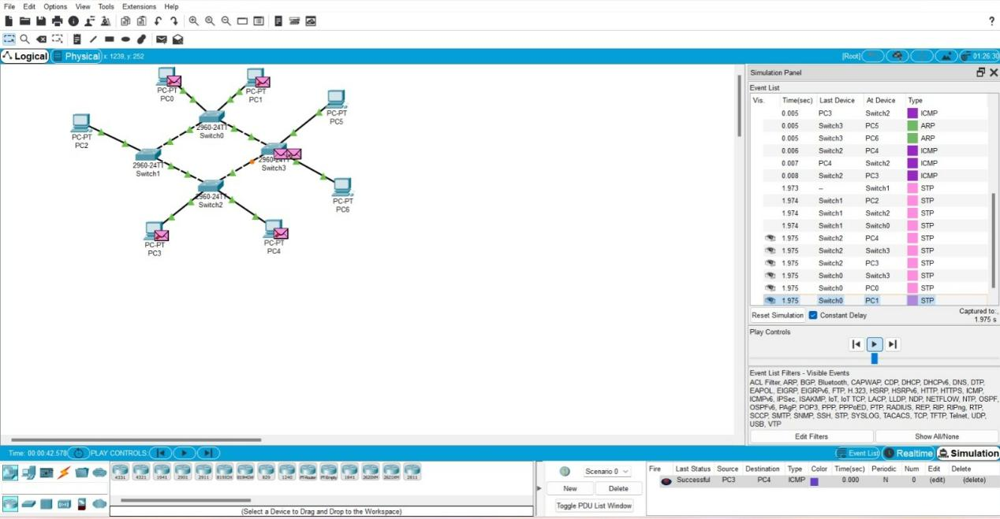 File Edit Options View Tools Extensions Help
?
Logical Physical x: 1239, y: 252 [Root] 01:26:30
PC-PT
PC0
PC-PT
PC1
PC-PT
PC5
PC-PT
PC2
2960-24TT
Switch0
2960-24TT
Switch1
2960-24TT
Switch3
2960-24TT
Switch2
PC-PT
PC6
PC-PT
PC3
PC-PT
PC4
Simulation Panel
Event List
Vis. Time(sec) Last Device At Device Type
0.005 PC3 Switch2 ICMP
0.005 Switch3 PC5 ARP
0.005 Switch3 PC6 ARP
0.006 Switch2 PC4 ICMP
0.007 PC4 Switch2 ICMP
0.008 Switch2 PC3 ICMP
1.973 -- Switch1 STP
1.974 Switch1 PC2 STP
1.974 Switch1 Switch2 STP
1.974 Switch1 Switch0 STP
1.975 Switch2 PC4 STP
1.975 Switch2 Switch3 STP
1.975 Switch2 PC3 STP
1.975 Switch0 Switch3 STP
1.975 Switch0 PC0 STP
1.975 Switch0 PC1 STP
Reset Simulation Constant Delay Captured to:
1.975 s
Play Controls
Event List Filters - Visible Events
ACL Filter, ARP, BGP, Bluetooth, CAPWAP, CDP, DHCP, DHCPv6, DNS, DTP,
EAPOL, EIGRP, EIGRPv6, FTP, H.323, HSRP, HSRPv6, HTTP, HTTPS, ICMP,
ICMPv6, IPSec, ISAKMP, IoT, IoT TCP, LACP, LLDP, NDP, NETFLOW, NTP, OSPF,
OSPFv6, PAgP, POP3, PPP, PPPoED, PTP, RADIUS, REP, RIP, RIPng, RTP,
SCCP, SMTP, SNMP, SSH, STP, SYSLOG, TACACS, TCP, TFTP, Telnet, UDP,
USB, VTP
Edit Filters Show All/None
Time: 00:00:42.578 PLAY CONTROLS: Event List Realtime Simulation
4331 4321 1941 2901 2911 819HGW 829 1240 PT-Router PT-Empty 1841 2620XM 2621XM 2811
(Select a Device to Drag and Drop to the Workspace)
Scenario 0
New Delete
Toggle PDU List Window
Fire Last Status Source Destination Type Color Time(sec) Periodic Num Edit Delete
Successful PC3 PC4 ICMP 0.000 N 0 (edit) (delete)